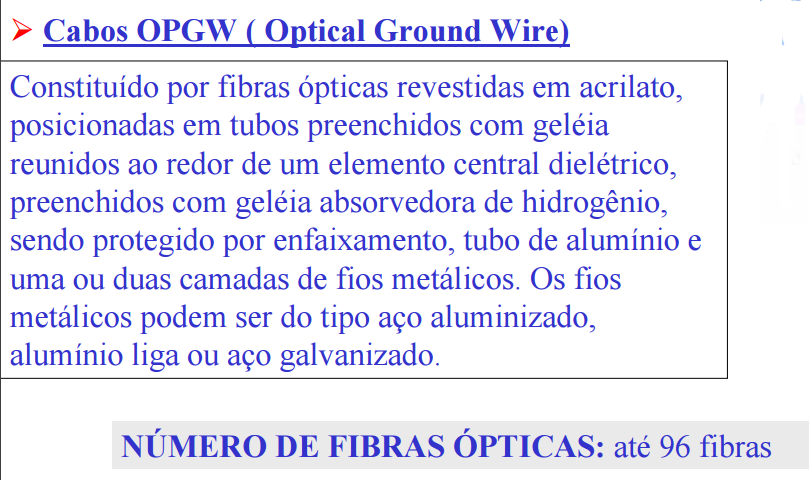 Cabos OPGW ( Optical Ground Wire)
Constituído por fibras ópticas revestidas em acrilato,
posicionadas em tubos preenchidos com geléia
reunidos ao redor de um elemento central dielétrico,
preenchidos com geléia absorvedora de hidrogênio,
sendo protegido por enfaixamento, tubo de alumínio e
uma ou duas camadas de fios metálicos. Os fios
metálicos podem ser do tipo aço aluminizado,
alumínio liga ou aço galvanizado.
NÚMERO DE FIBRAS ÓPTICAS: até 96 fibras